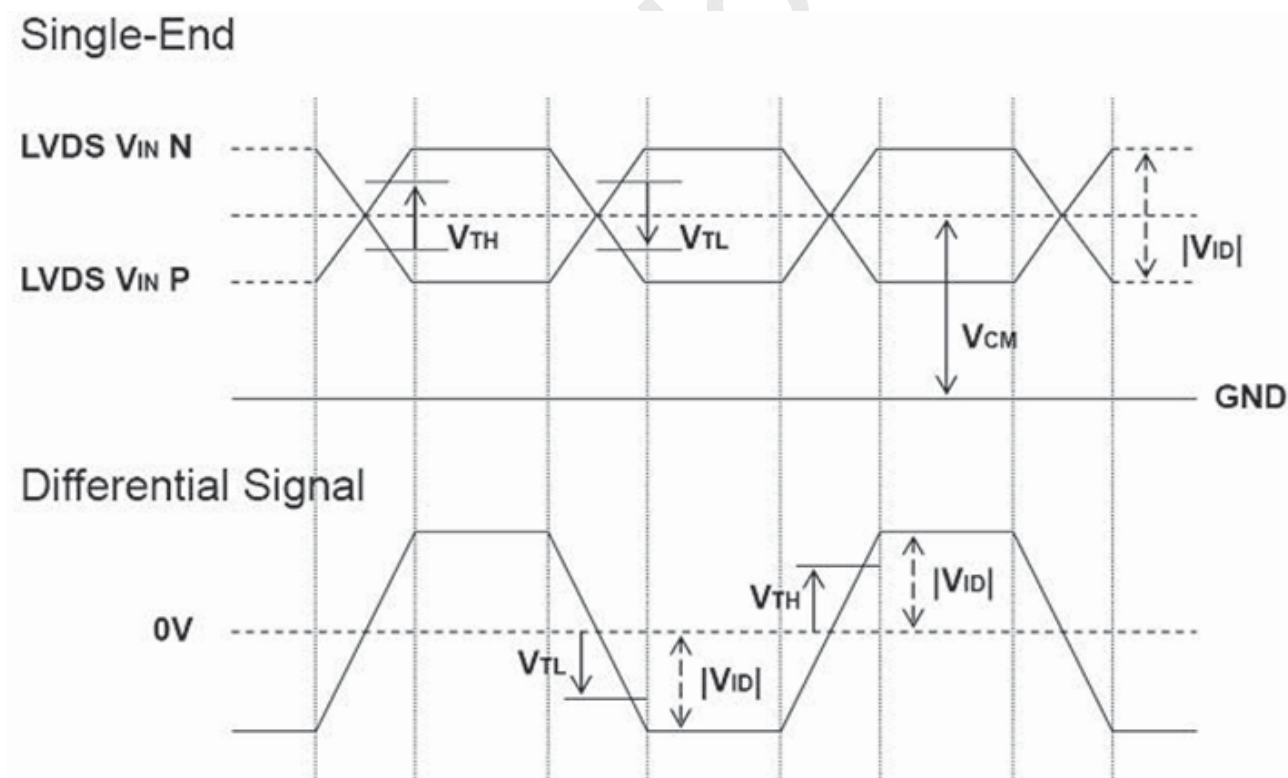 Single-End
LVDS VIN N
VTH
VTL
|VID|
LVDS VIN P
VCM
GND
Differential Signal
VTH
|VID|
0V
VTL
|VID|